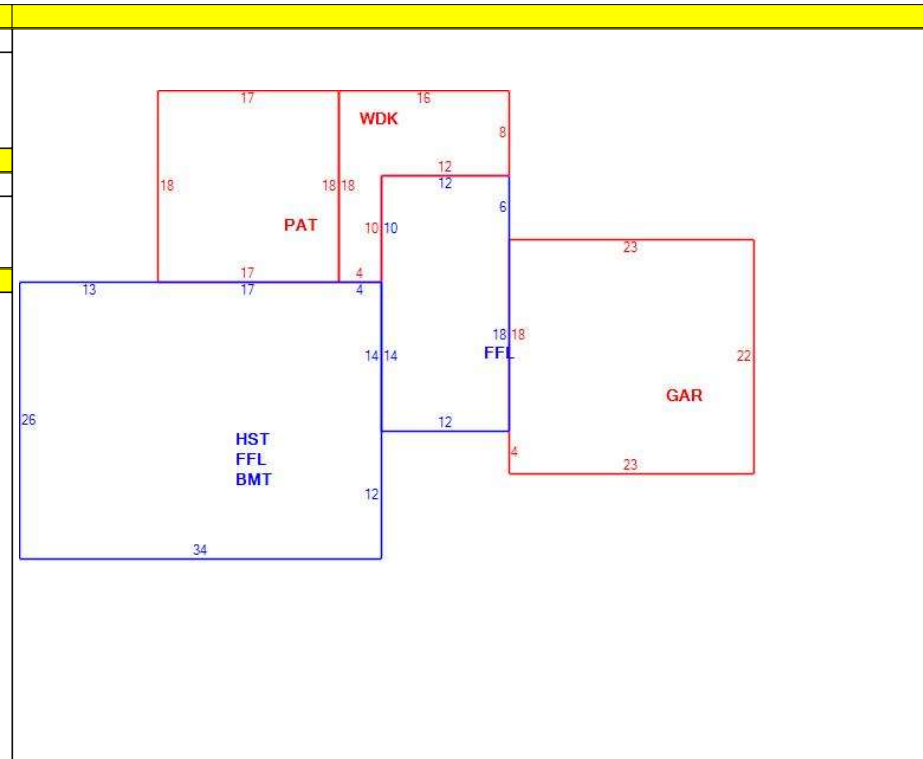 17 16
WDK
8
12
12
18 18 18 6
PAT 10 10
23
17 4
13 17 4
18 18
14 14 FFL 22
GAR
26 12
HST 4
FFL 23
BMT 12
34